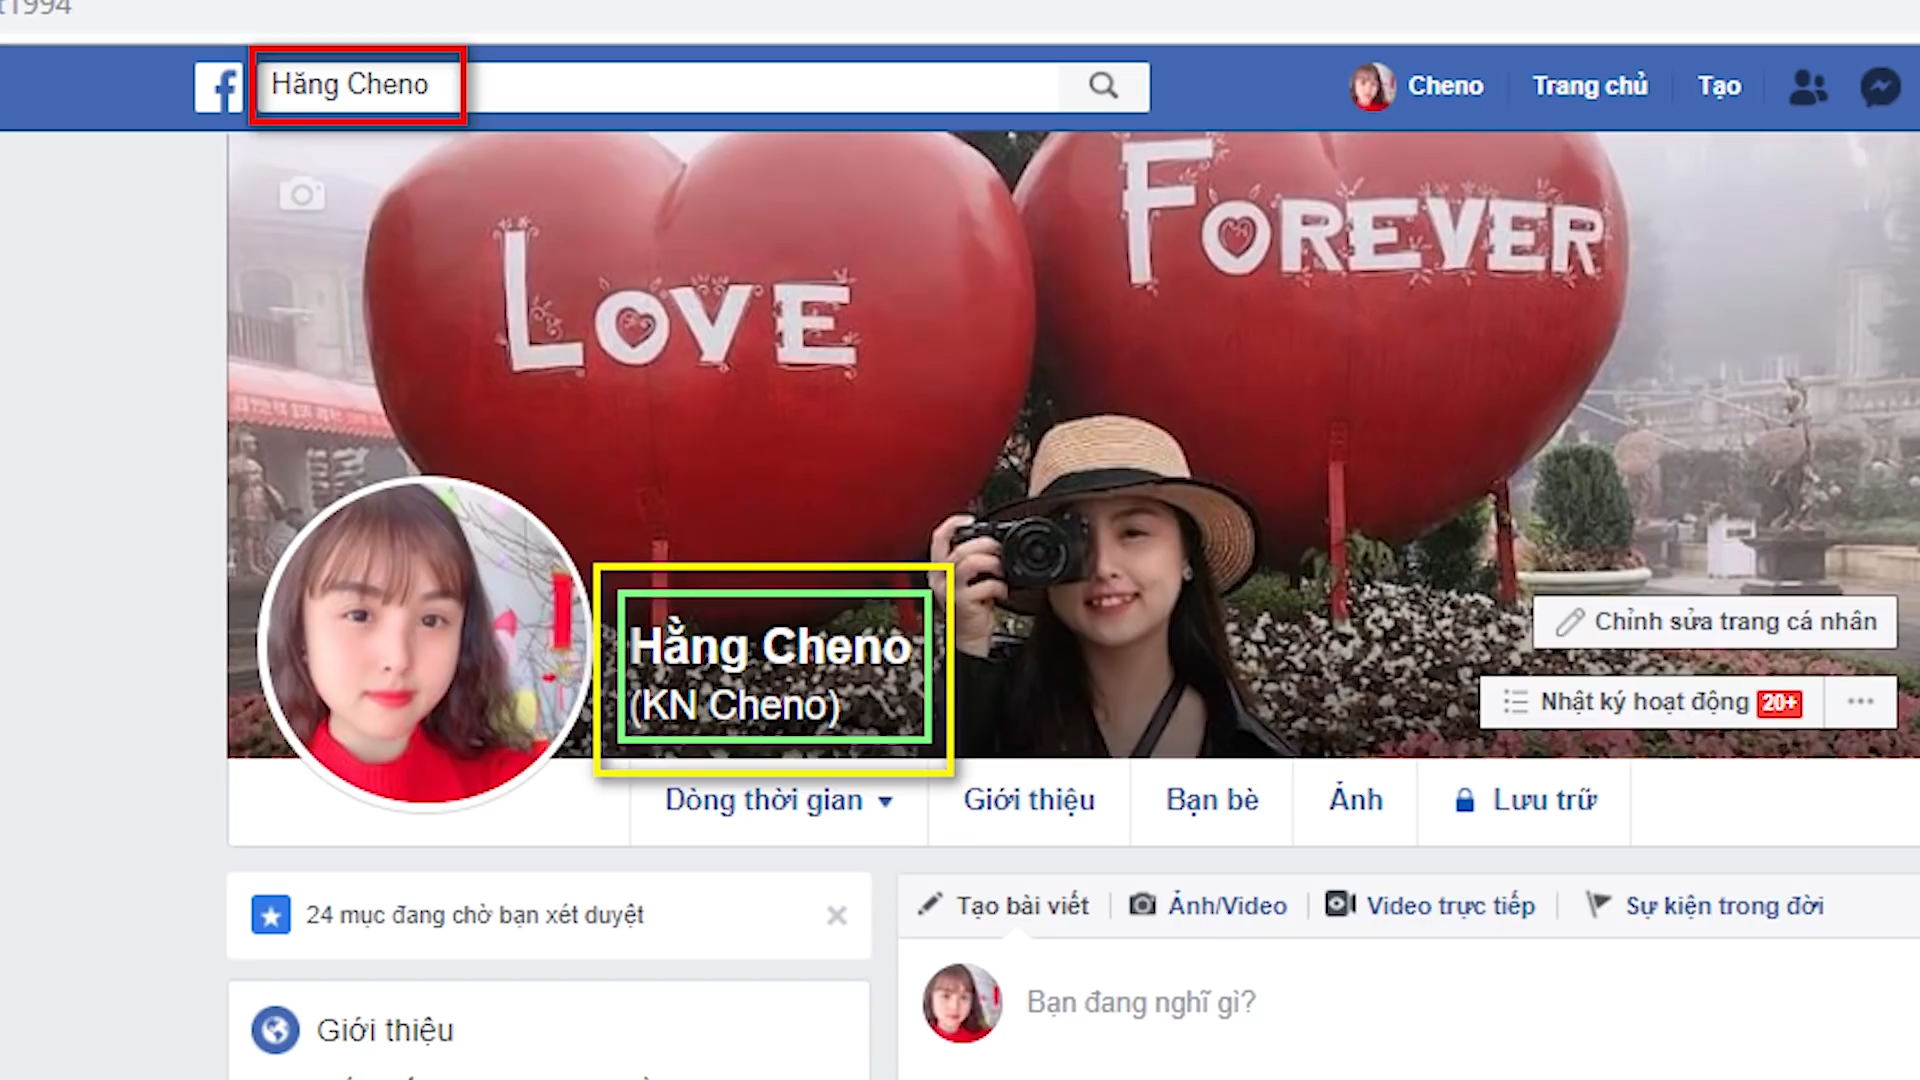 t1994
f
Hằng Cheno
Cheno
Trang chủ
Tạo
LOVE
FOREVER
Hằng Cheno
(KN Cheno)
Chỉnh sửa trang cá nhân
Nhật ký hoạt động 20+
Dòng thời gian
Giới thiệu
Bạn bè
Ảnh
Lưu trữ
24 mục đang chờ bạn xét duyệt
Tạo bài viết
Ảnh/Video
Video trực tiếp
Sự kiện trong đời
Bạn đang nghĩ gì?
Giới thiệu